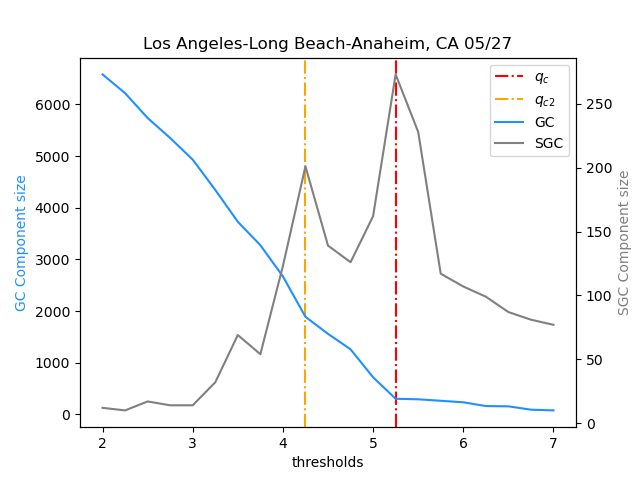 Los Angeles-Long Beach-Anaheim, CA 05/27
GC Component size
6000
5000
4000
3000
2000
1000
0
q_c
q_c2
GC
SGC
250
200
150
100
50
0
SGC Component size
2 3 4 5 6 7
thresholds